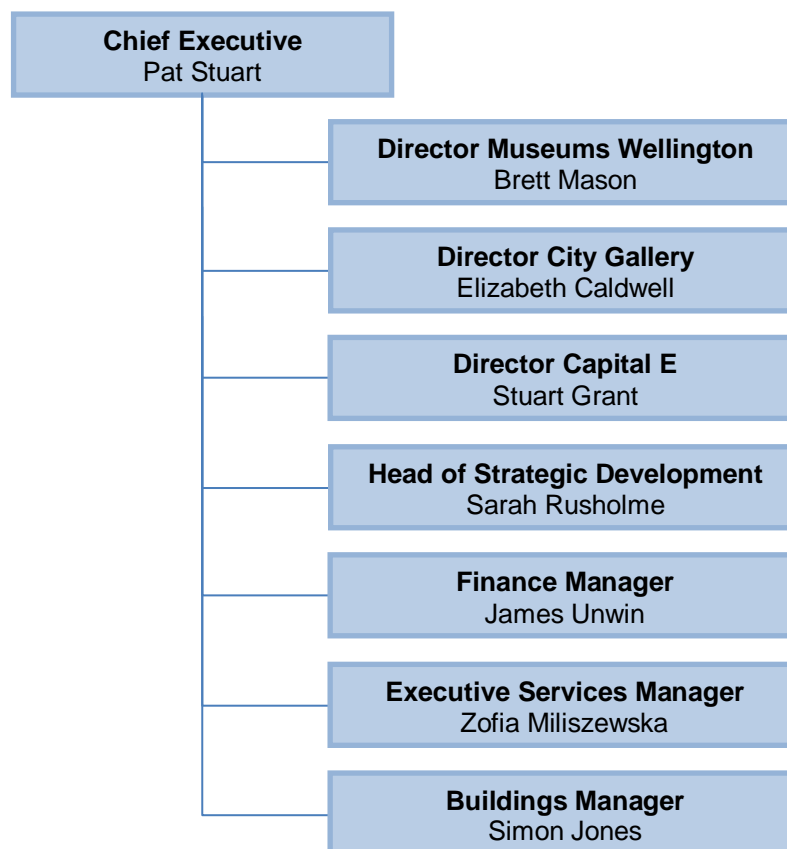 Chief Executive
Pat Stuart
Director Museums Wellington
Brett Mason
Director City Gallery
Elizabeth Caldwell
Director Capital E
Stuart Grant
Head of Strategic Development
Sarah Rusholme
Finance Manager
James Unwin
Executive Services Manager
Zofia Miliszewska
Buildings Manager
Simon Jones